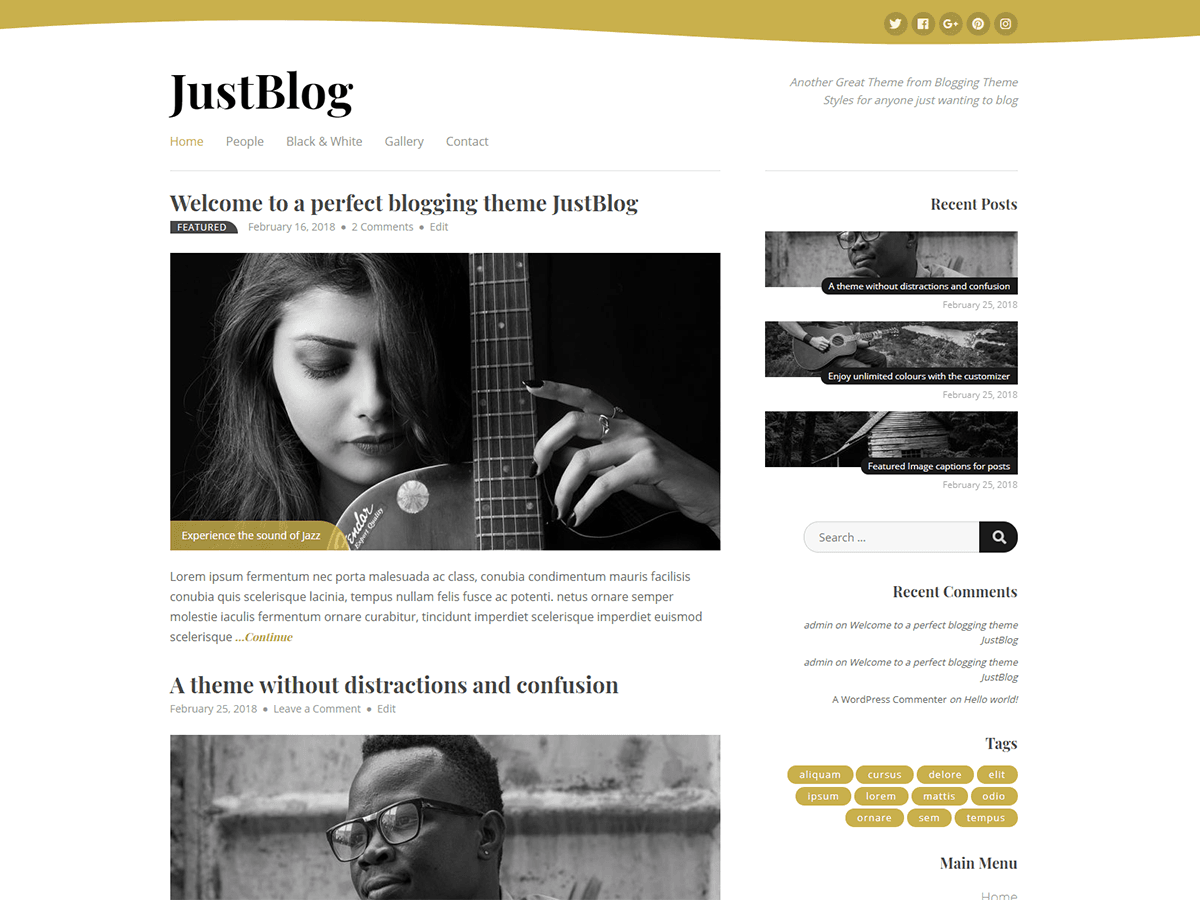 JustBlog
Another Great Theme from Blogging Theme
Styles for anyone just wanting to blog
Home People Black & White Gallery Contact
Welcome to a perfect blogging theme JustBlog
FEATURED February 16, 2018 • 2 Comments • Edit
endar
Expert Quality
Experience the sound of Jazz
Lorem ipsum fermentum nec porta malesuada ac class, conubia condimentum mauris facilisis
conubia quis scelerisque lacinia, tempus nullam felis fusce ac potenti. netus ornare semper
molestie iaculis fermentum ornare curabitur, tincidunt imperdiet scelerisque imperdiet euismod
scelerisque ...Continue
A theme without distractions and confusion
February 25, 2018 • Leave a Comment • Edit
Recent Posts
A theme without distractions and confusion
February 25, 2018
Enjoy unlimited colours with the customizer
February 25, 2018
Featured Image captions for posts
February 25, 2018
Search ...
Recent Comments
admin on Welcome to a perfect blogging theme
JustBlog
admin on Welcome to a perfect blogging theme
JustBlog
A WordPress Commenter on Hello world!
Tags
aliquam cursus delore elit
ipsum lorem mattis odio
ornare sem tempus
Main Menu
Home